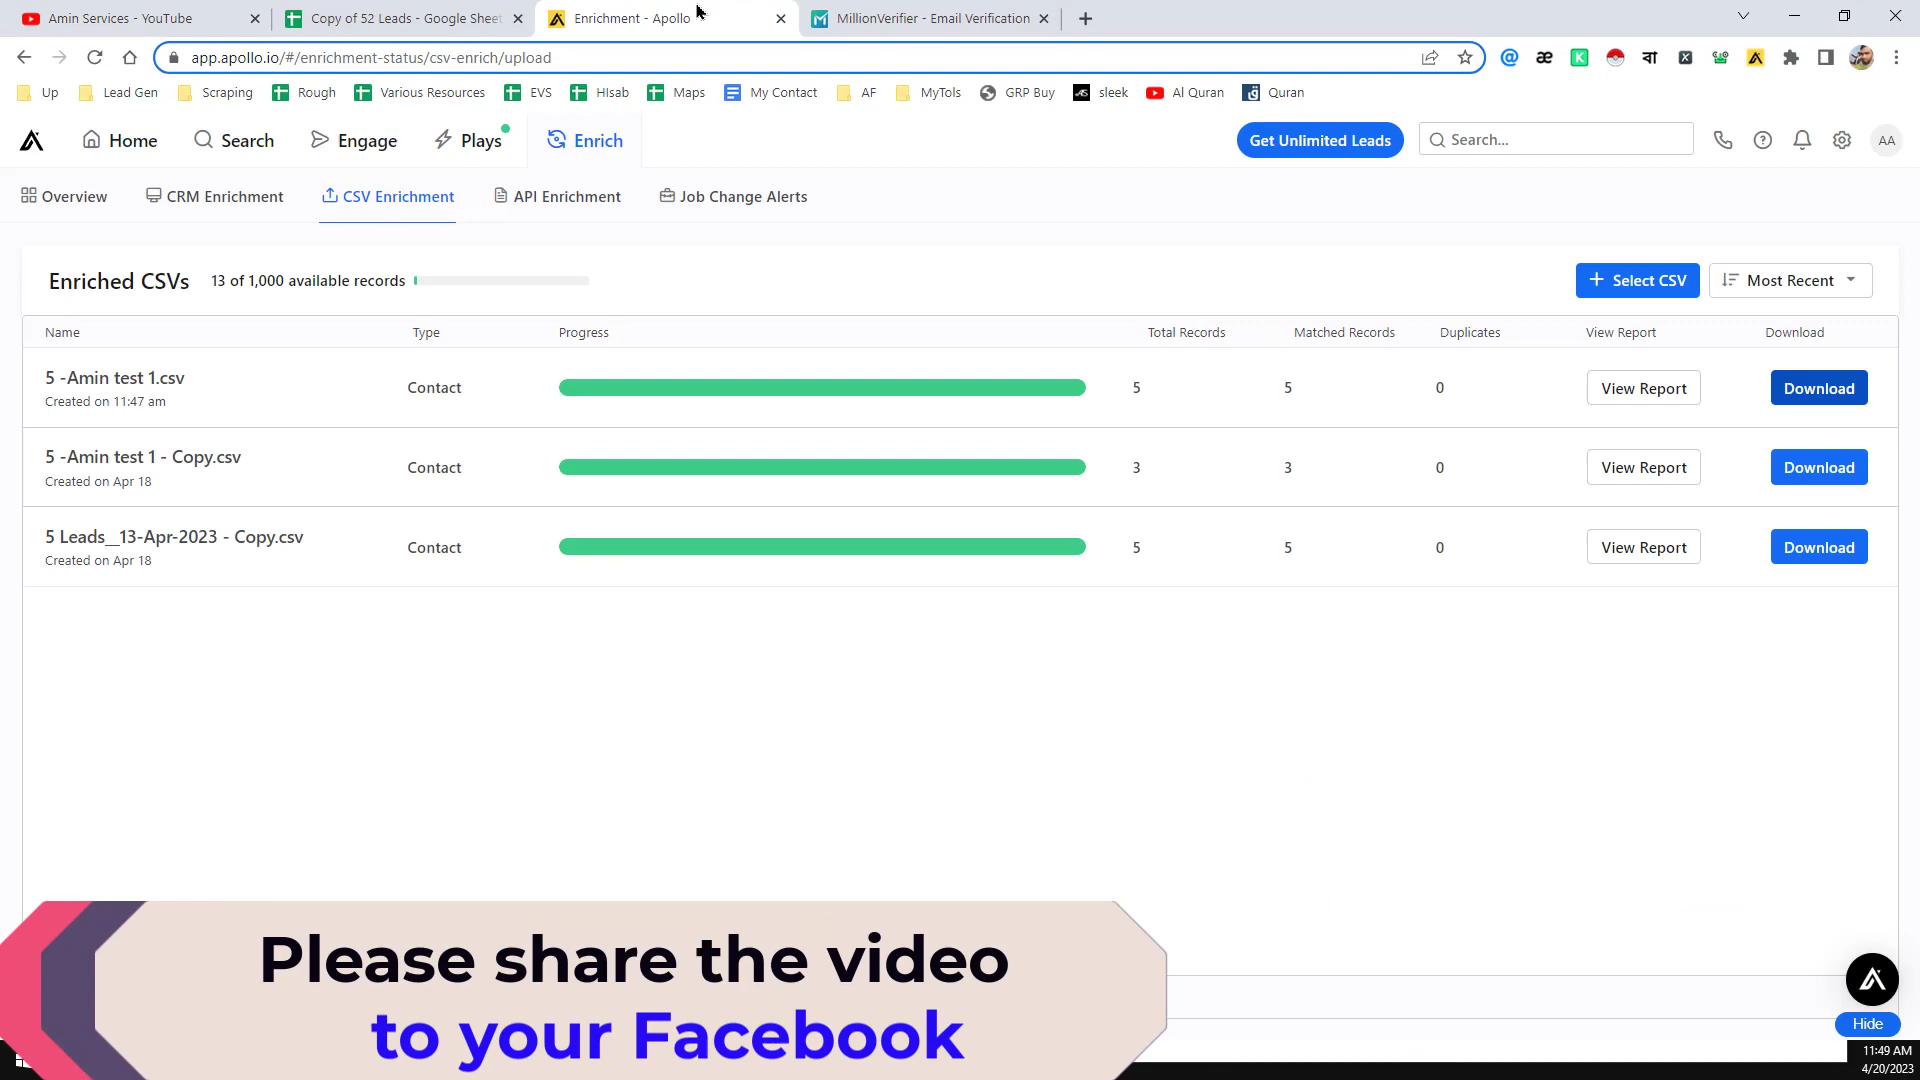 Amin Services - YouTube
Copy of 52 Leads - Google Sheet
Enrichment - Apollo
MillionVerifier - Email Verification
app.apollo.io/#/enrichment-status/csv-enrich/upload
Up
Lead Gen
Scraping
Rough
Various Resources
EVS
HIsab
Maps
My Contact
AF
MyTols
GRP Buy
sleek
Al Quran
Quran
Home
Search
Engage
Plays
Enrich
Get Unlimited Leads
Search...
AA
Overview
CRM Enrichment
CSV Enrichment
API Enrichment
Job Change Alerts
Enriched CSVs
13 of 1,000 available records
Select CSV
Most Recent
Name Type Progress Total Records Matched Records Duplicates View Report Download
5 -Amin test 1.csv
Created on 11:47 am
Contact 5 5 0 View Report Download
5 -Amin test 1 - Copy.csv
Created on Apr 18
Contact 3 3 0 View Report Download
5 Leads__13-Apr-2023 - Copy.csv
Created on Apr 18
Contact 5 5 0 View Report Download
Please share the video
to your Facebook
Hide
11:49 AM
4/20/2023